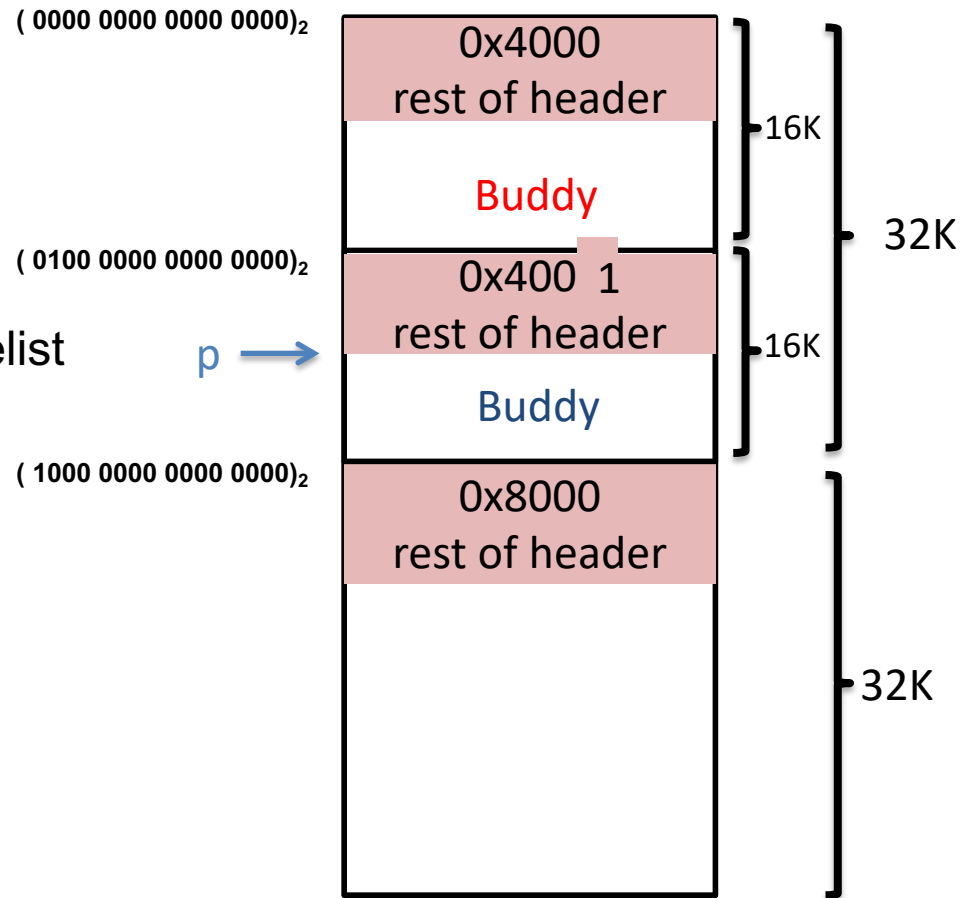 ( 0000 0000 0000 0000)₂
0x4000
rest of header
16K
Buddy
32K
( 0100 0000 0000 0000)₂
0x400 1
rest of header
elist
p
16K
Buddy
( 1000 0000 0000 0000)₂
0x8000
rest of header
32K